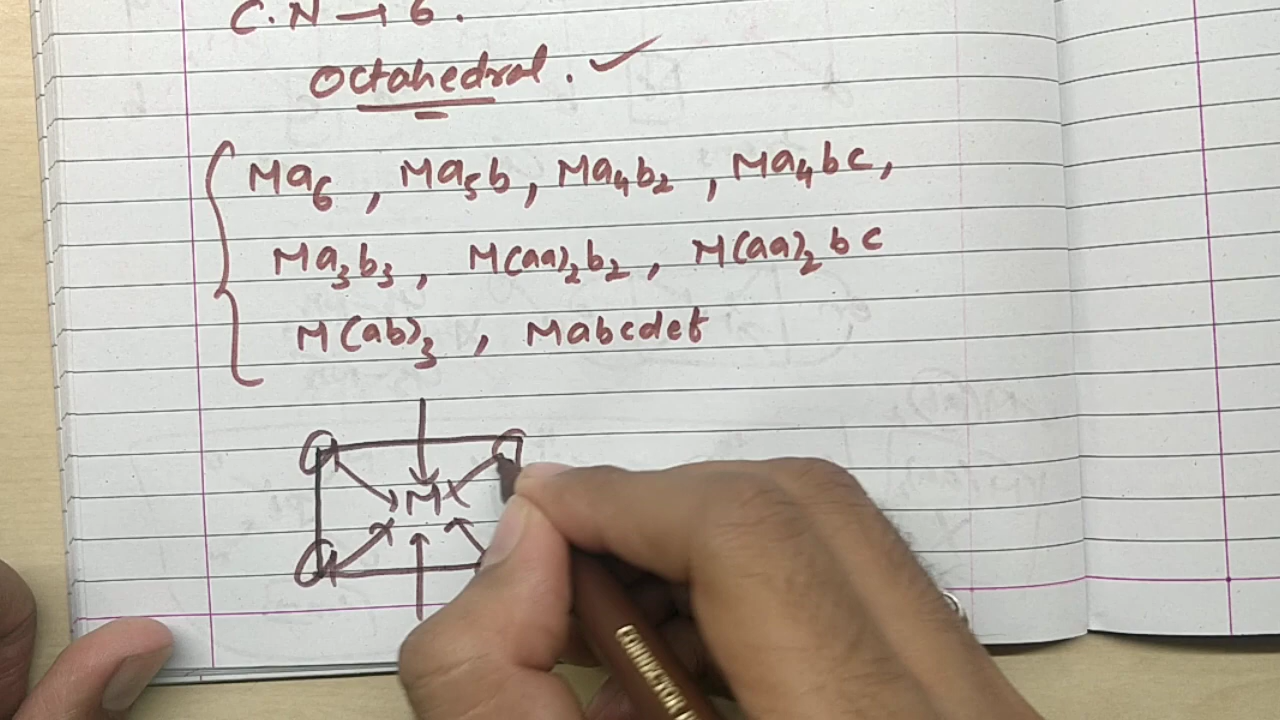 C.N → 6.
Octahedral. ✓
Ma₆, Ma₅b, Ma₄b₂, Ma₄bc,
Ma₃b₃, M(aa)₂b₂, M(aa)₂bc
M(ab)₃, Mabcdef
M